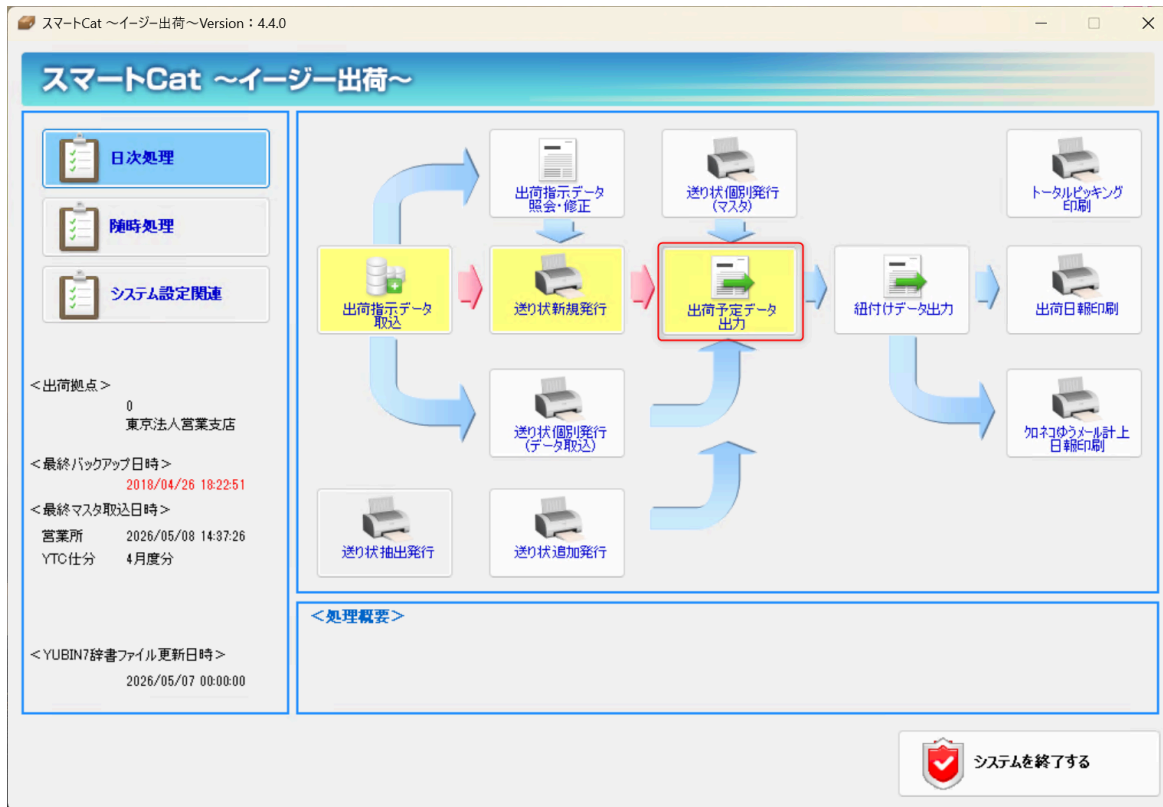 スマートCat ～イージー出荷～Version：4.4.0
スマートCat ～イージー出荷～
日次処理
随時処理
システム設定関連
＜出荷拠点＞
0
東京法人営業支店
＜最終バックアップ日時＞
2018/04/26 18:22:51
＜最終マスタ取込日時＞
営業所 2026/05/08 14:37:26
YTC仕分 4月度分
＜YUBIN7辞書ファイル更新日時＞
2026/05/07 00:00:00
出荷指示データ
照会・修正
送り状個別発行
(マスタ)
トータルピッキング
印刷
出荷指示データ
取込
送り状新規発行
出荷予定データ
出力
紐付けデータ出力
出荷日報印刷
送り状個別発行
(データ取込)
クロネコゆうメール計上
日報印刷
送り状抽出発行
送り状追加発行
＜処理概要＞
システムを終了する